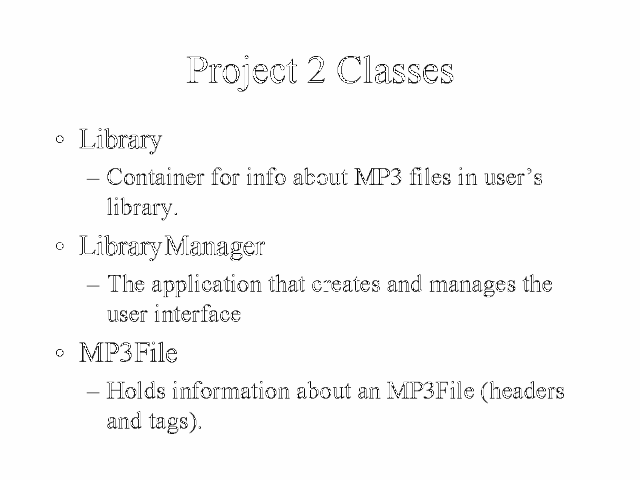 Project 2 Classes
• Library
– Container for info about MP3 files in user's
library.
• LibraryManager
– The application that creates and manages the
user interface
• MP3File
– Holds information about an MP3File (headers
and tags).